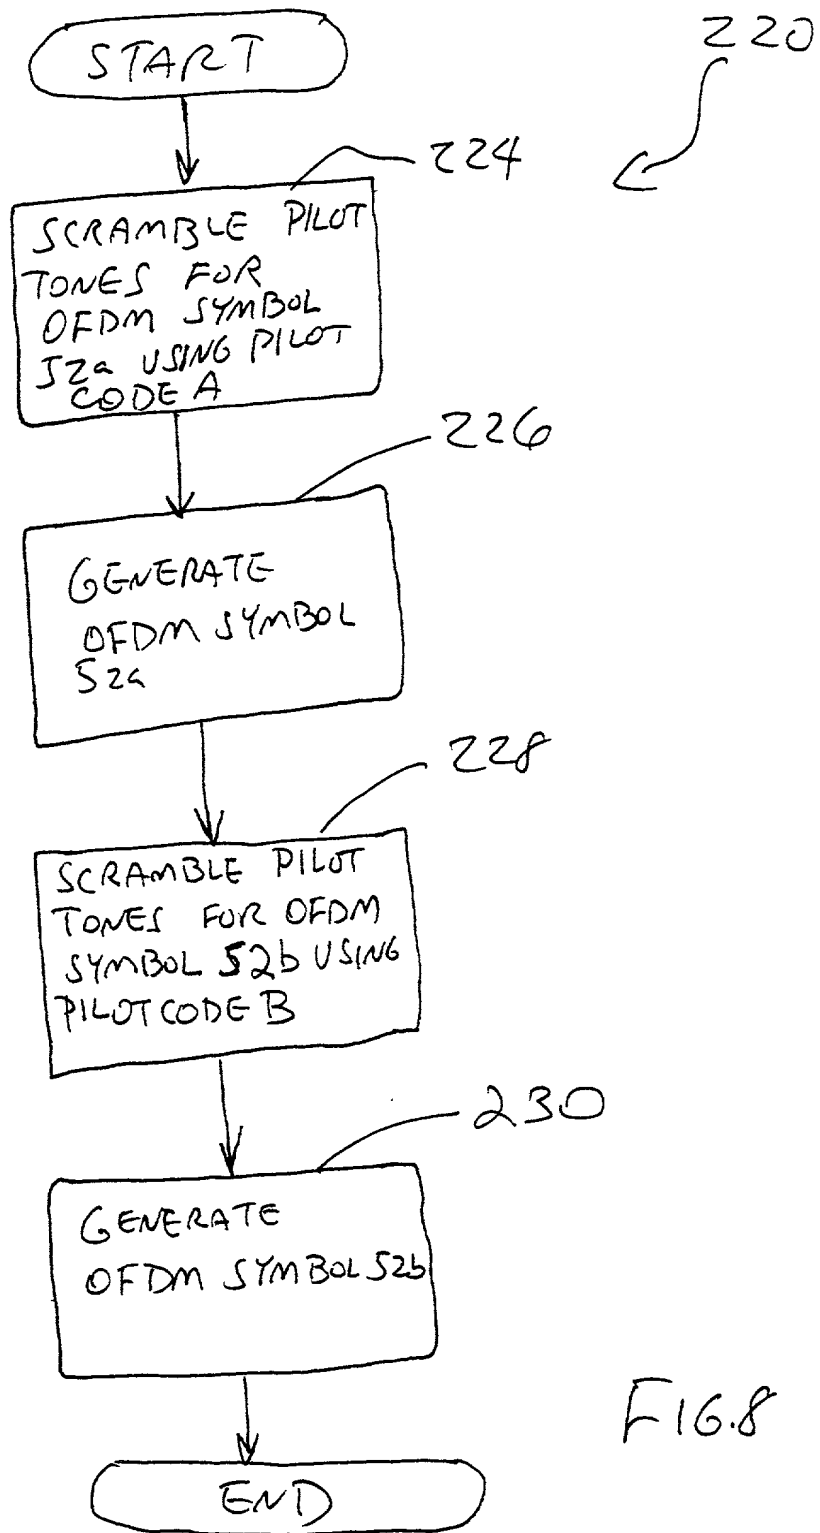 START
220
224
SCRAMBLE PILOT
TONES FOR
OFDM SYMBOL
52a USING PILOT
CODE A
226
GENERATE
OFDM SYMBOL
52a
228
SCRAMBLE PILOT
TONES FOR OFDM
SYMBOL 52b USING
PILOT CODE B
230
GENERATE
OFDM SYMBOL 52b
END
FIG.8